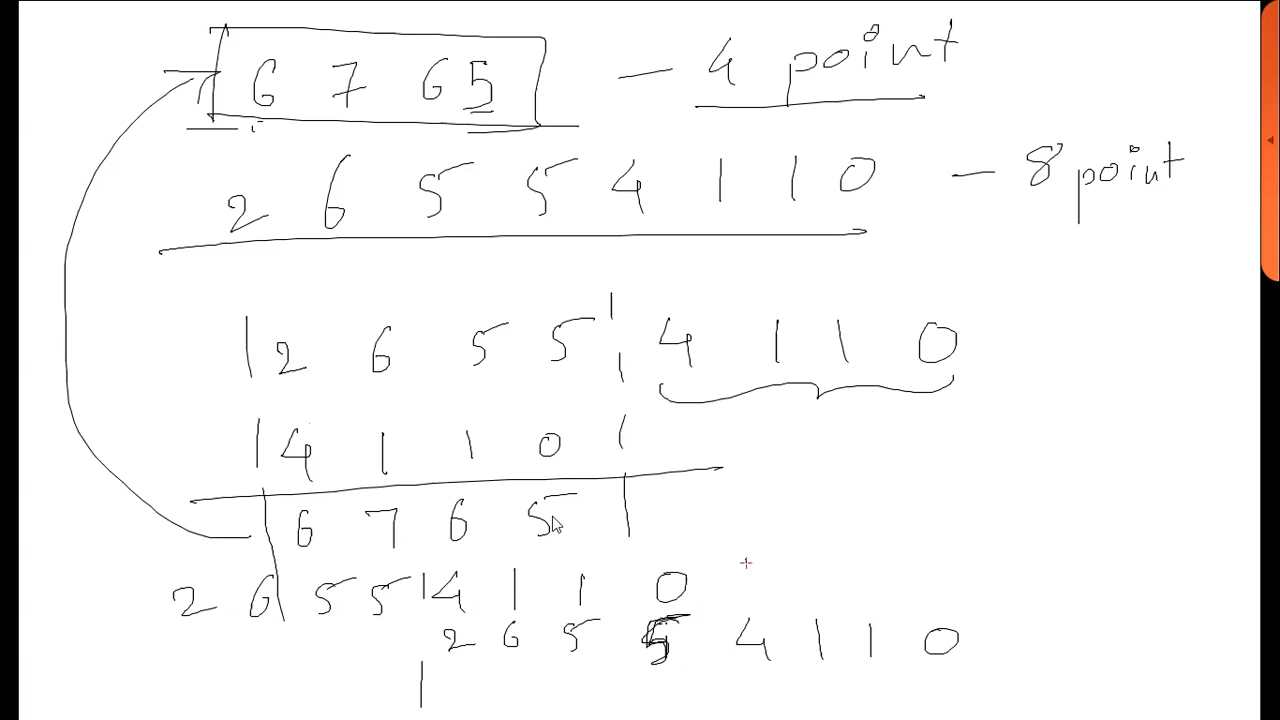 6 7 6 5 — 4 point
2 6 5 5 4 1 1 0 — 8 point
2 6 5 5 4 1 1 0
4 1 1 0
6 7 6 5
2 6 5 5 4 1 1 0
2 6 5 5 4 1 1 0